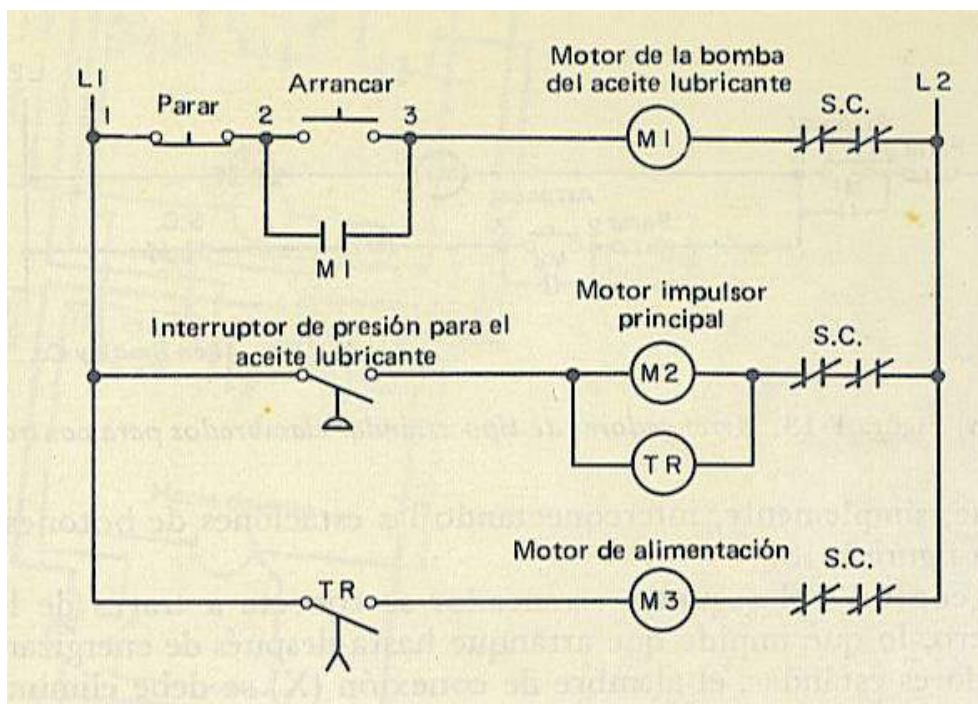 L1
Parar
1
2
Arrancar
3
Motor de la bomba
del aceite lubricante
M1
S.C.
L2
M1
Interruptor de presión para el
aceite lubricante
Motor impulsor
principal
M2
S.C.
TR
TR
Motor de alimentación
M3
S.C.